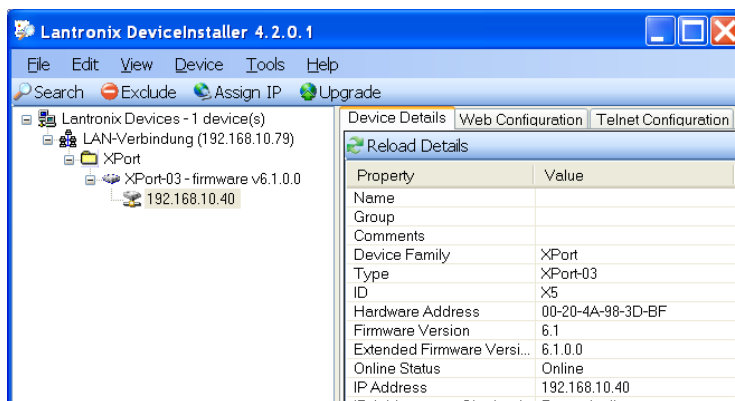 Lantronix DeviceInstaller 4.2.0.1
File Edit View Device Tools Help
Search Exclude Assign IP Upgrade
Lantronix Devices - 1 device(s)
LAN-Verbindung (192.168.10.79)
XPort
XPort-03 - firmware v6.1.0.0
192.168.10.40
Device Details Web Configuration Telnet Configuration
Reload Details
Property Value
Name
Group
Comments
Device Family XPort
Type XPort-03
ID X5
Hardware Address 00-20-4A-98-3D-BF
Firmware Version 6.1
Extended Firmware Versi... 6.1.0.0
Online Status Online
IP Address 192.168.10.40